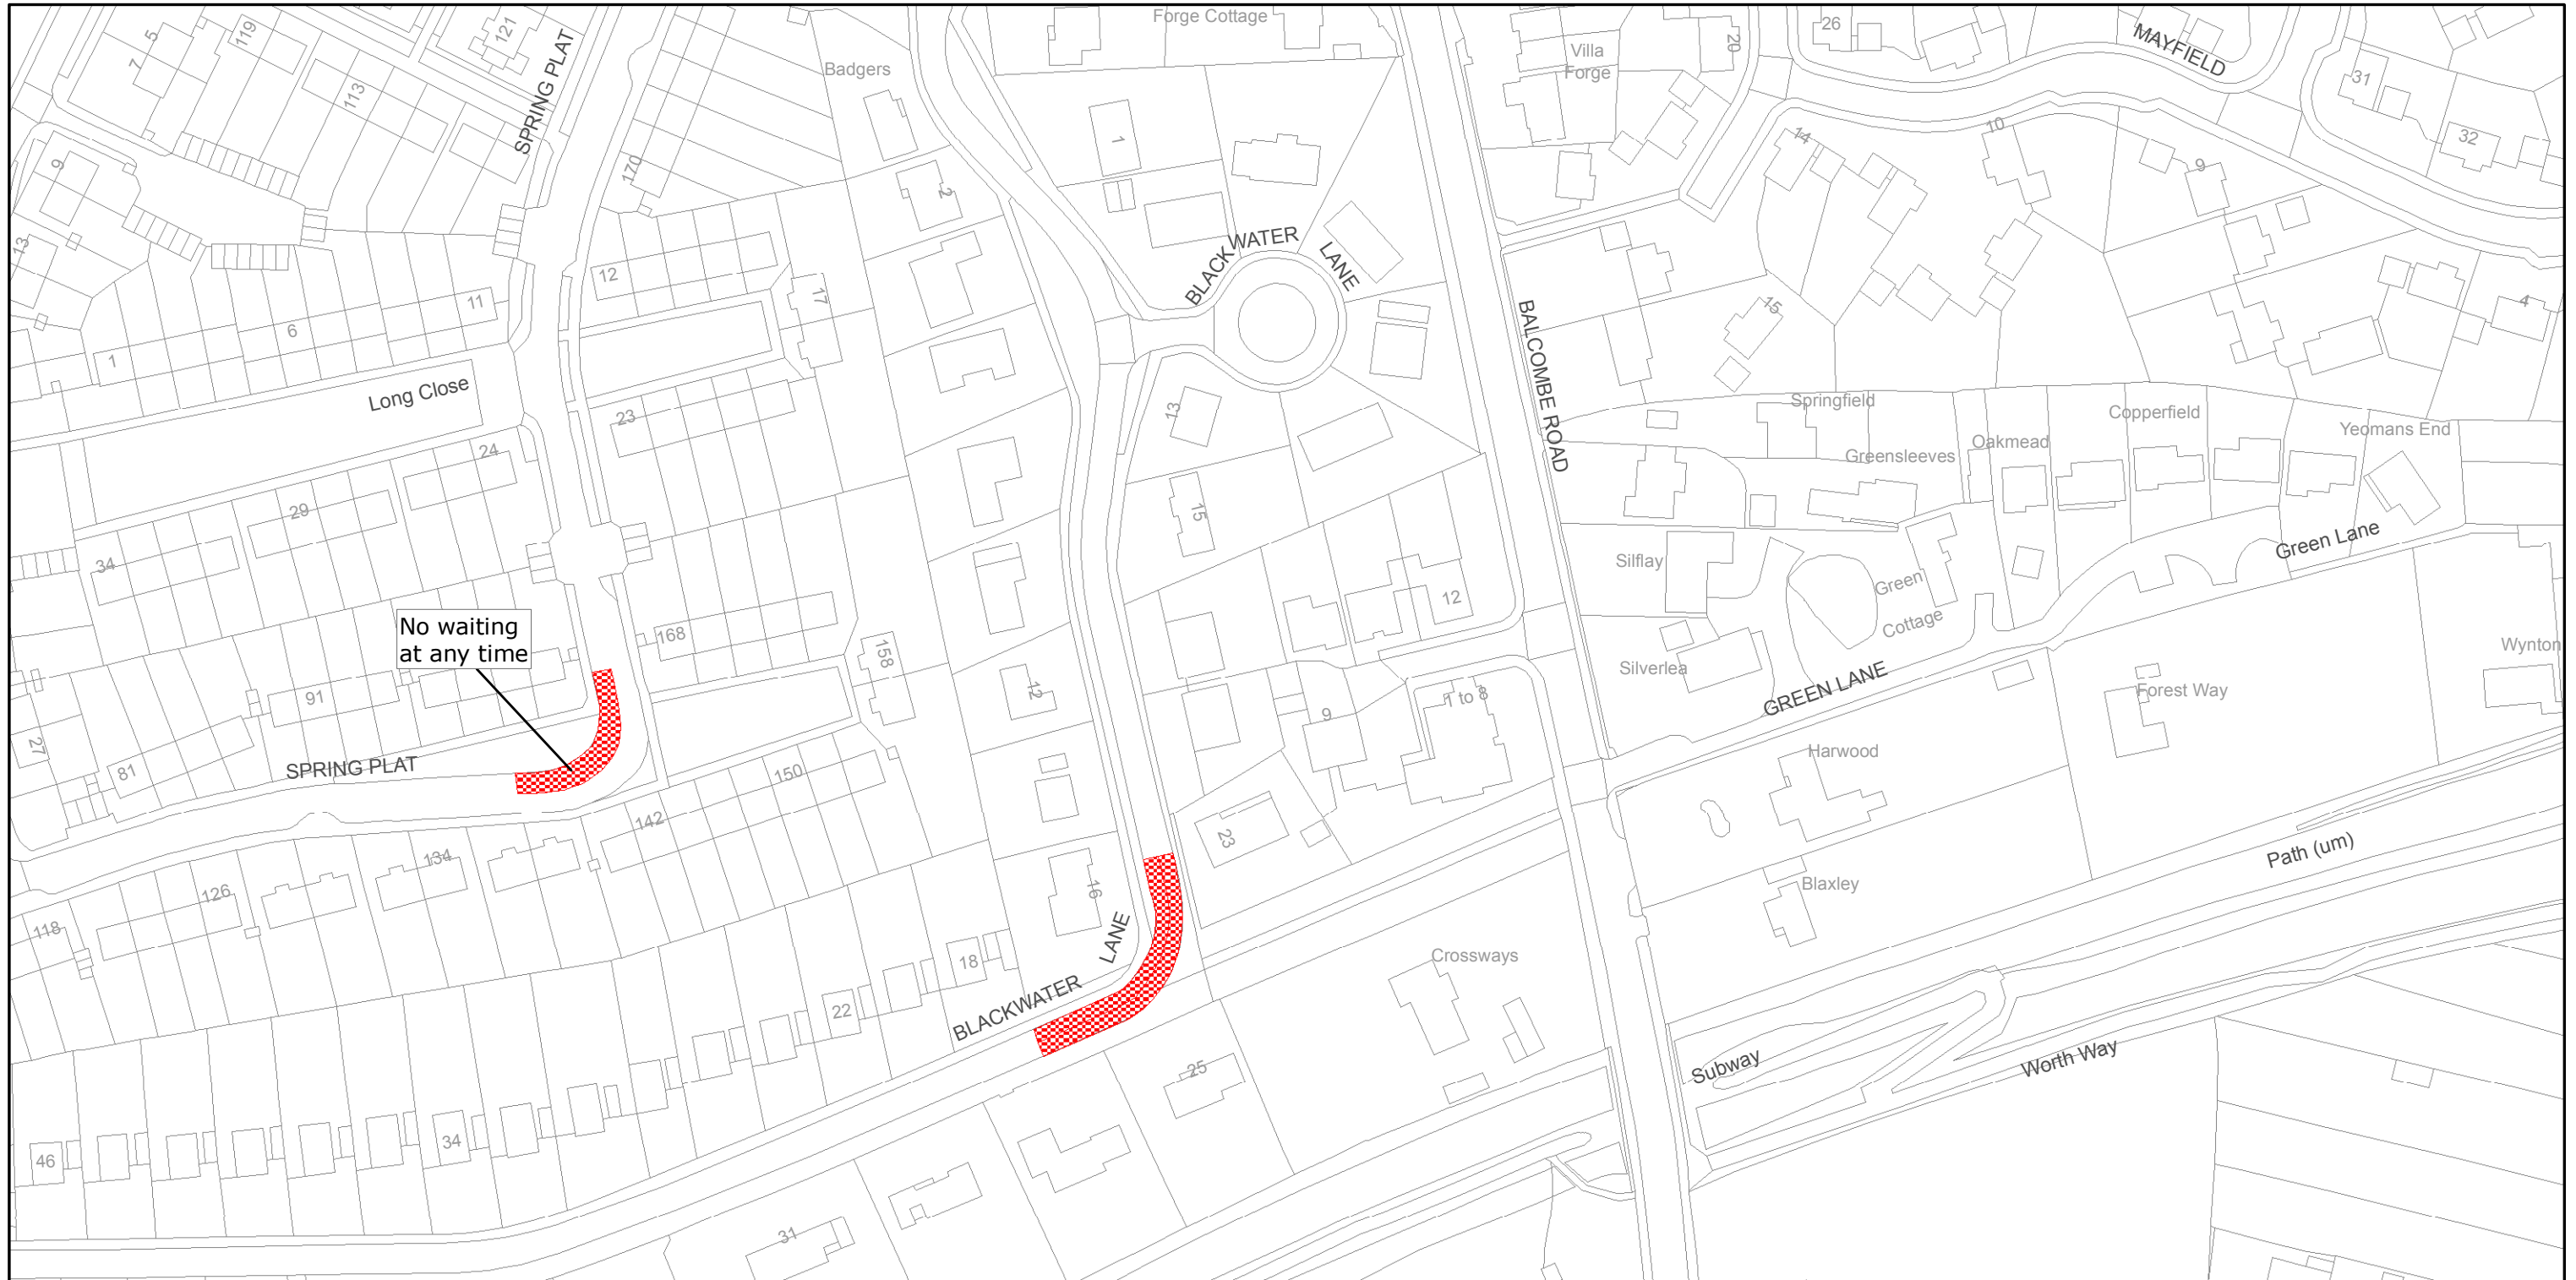 Forge Cottage
26
MAYFIELD
5
119
121
SPRING PLAT
Villa
Forge
20
7
Badgers
31
113
1
14
10
32
9
170
2
9
13
BLACKWATER
LANE
12
17
11
15
4
6
BALCOMBE ROAD
1
Long Close
Springfield
23
13
Copperfield
Oakmead
Yeomans End
24
Greensleeves
29
15
Green Lane
34
Silflay
Green
Cottage
12
No waiting
at any time
168
158
Silverlea
Wynton
GREEN LANE
12
Forest Way
91
1 to 8
9
27
Harwood
SPRING PLAT
81
150
142
23
Path (um)
134
126
16
Blaxley
118
LANE
Crossways
18
BLACKWATER
22
Subway
Worth Way
25
34
46
31